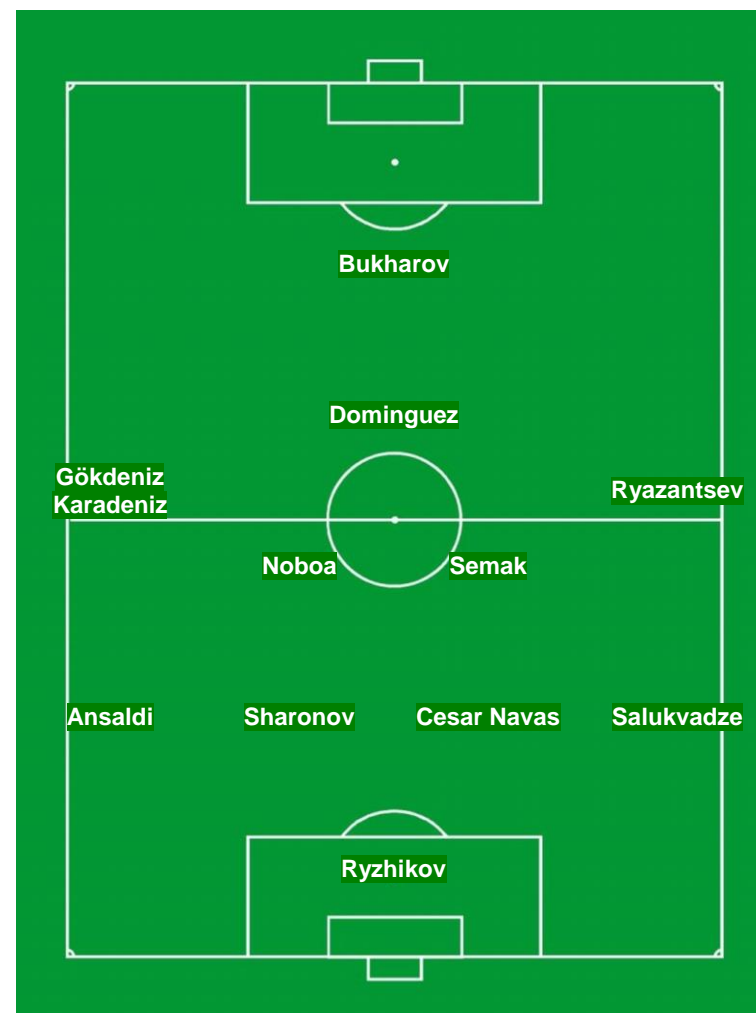 Bukharov
Dominguez
Gökdeniz
Karadeniz
Ryazantsev
Noboa
Semak
Ansaldi
Sharonov
Cesar Navas
Salukvadze
Ryzhikov